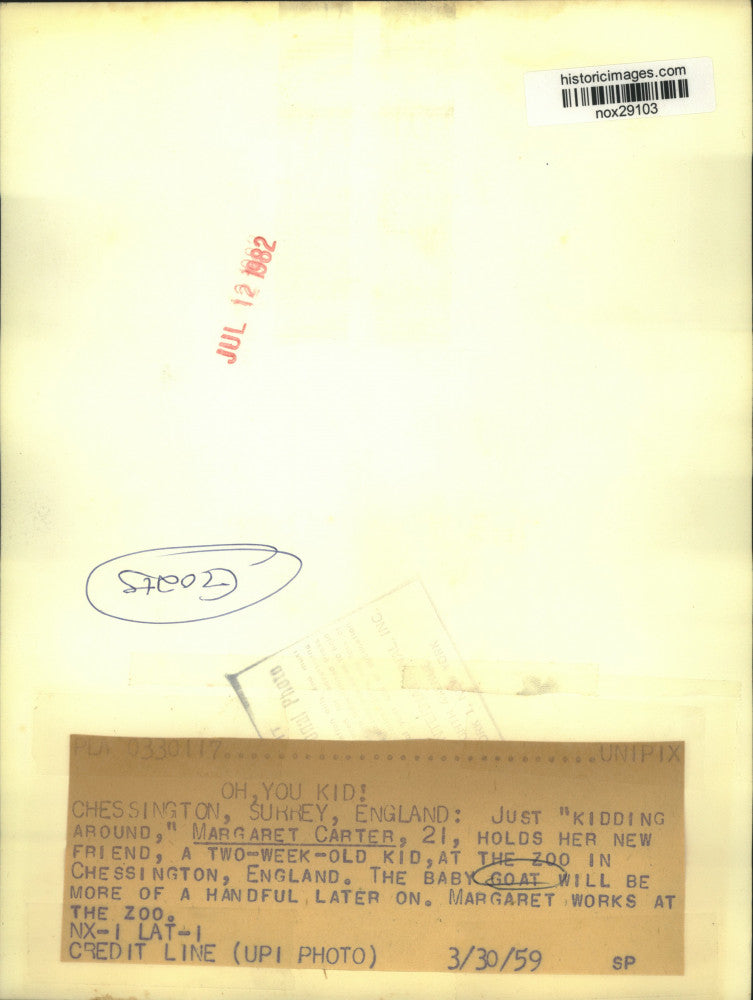 historicimages.com
nox29103
JUL 12 1982
Goats
PLA 0330117..............................UNIPIX
OH, YOU KID!
CHESSINGTON, SURREY, ENGLAND: JUST "KIDDING
AROUND," MARGARET CARTER, 21, HOLDS HER NEW
FRIEND, A TWO-WEEK-OLD KID, AT THE ZOO IN
CHESSINGTON, ENGLAND. THE BABY GOAT WILL BE
MORE OF A HANDFUL LATER ON. MARGARET WORKS AT
THE ZOO.
NX-1 LAT-1
CREDIT LINE (UPI PHOTO) 3/30/59 SP